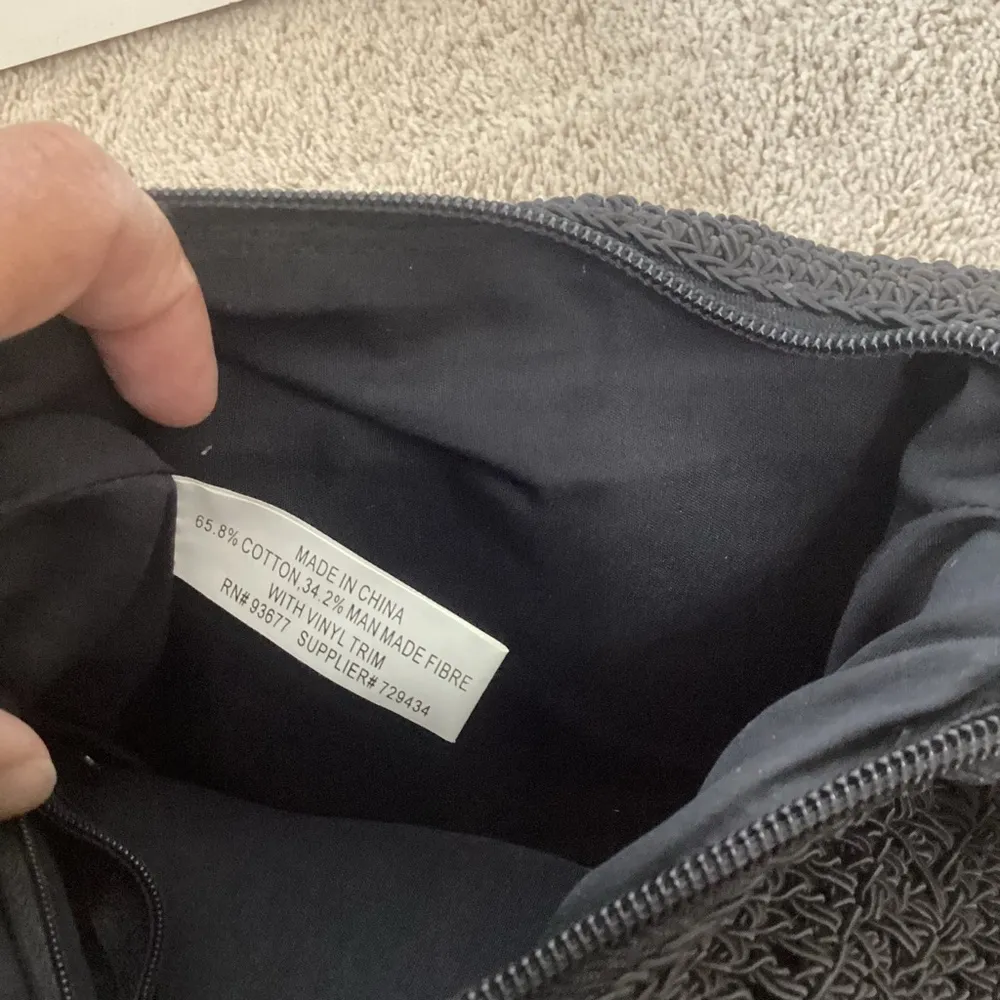 MADE IN CHINA
65.8% COTTON,34.2% MAN MADE FIBRE
WITH VINYL TRIM
RN# 93677 SUPPLIER# 729434